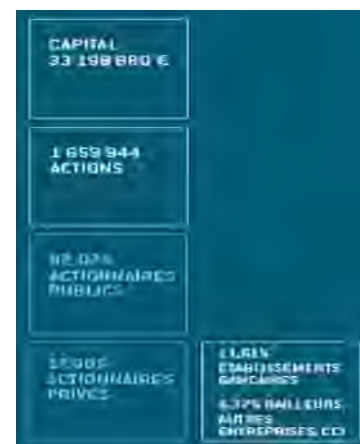 CAPITAL
33 198 880 €
1 659 944
ACTIONS
ACTIONNAIRES
PUBLICS
ACTIONNAIRES
PRIVÉS
ÉTABLISSEMENTS
BANCAIRES
BAILLEURS
AUTRES
ENTREPRISES, CCI